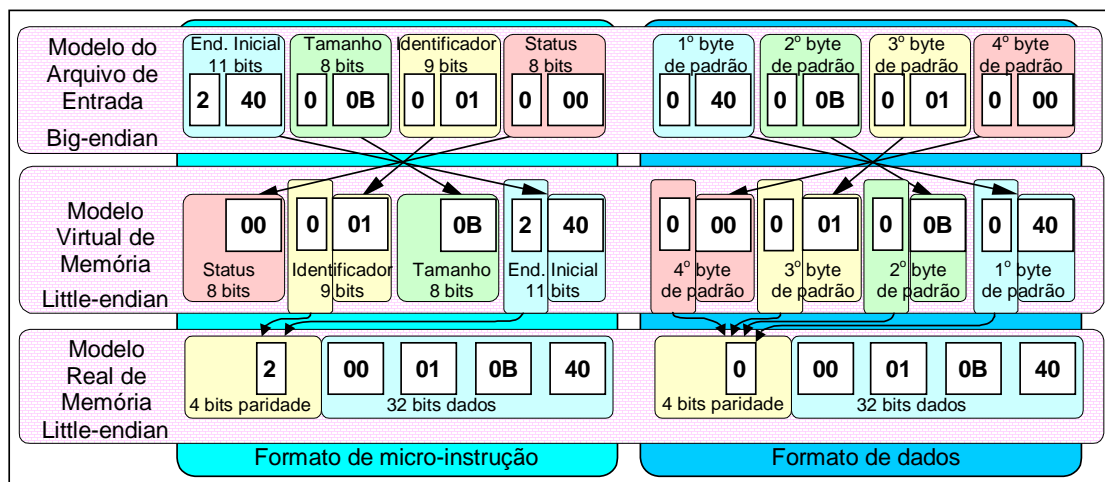 Modelo do
Arquivo de
Entrada
Big-endian
End. Inicial
11 bits
2 40
Tamanho
8 bits
0 0B
Identificador
9 bits
0 01
Status
8 bits
0 00
1º byte
de padrão
0 40
2º byte
de padrão
0 0B
3º byte
de padrão
0 01
4º byte
de padrão
0 00
Modelo
Virtual de
Memória
Little-endian
00
Status
8 bits
0 01
Identificador
9 bits
0B
Tamanho
8 bits
2 40
End. Inicial
11 bits
0 00
4º byte
de padrão
0 01
3º byte
de padrão
0 0B
2º byte
de padrão
0 40
1º byte
de padrão
Modelo
Real de
Memória
Little-endian
2
4 bits paridade
00 01 0B 40
32 bits dados
0
4 bits paridade
00 01 0B 40
32 bits dados
Formato de micro-instrução
Formato de dados